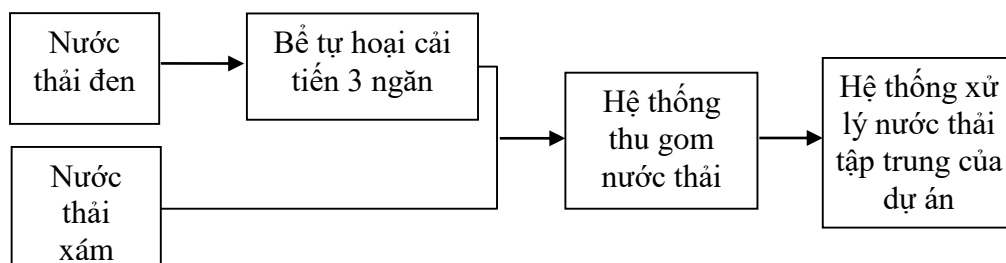 Nước
thải đen
Bể tự hoại cải
tiến 3 ngăn
Nước
thải
xám
Hệ thống
thu gom
nước thải
Hệ thống xử
lý nước thải
tập trung của
dự án